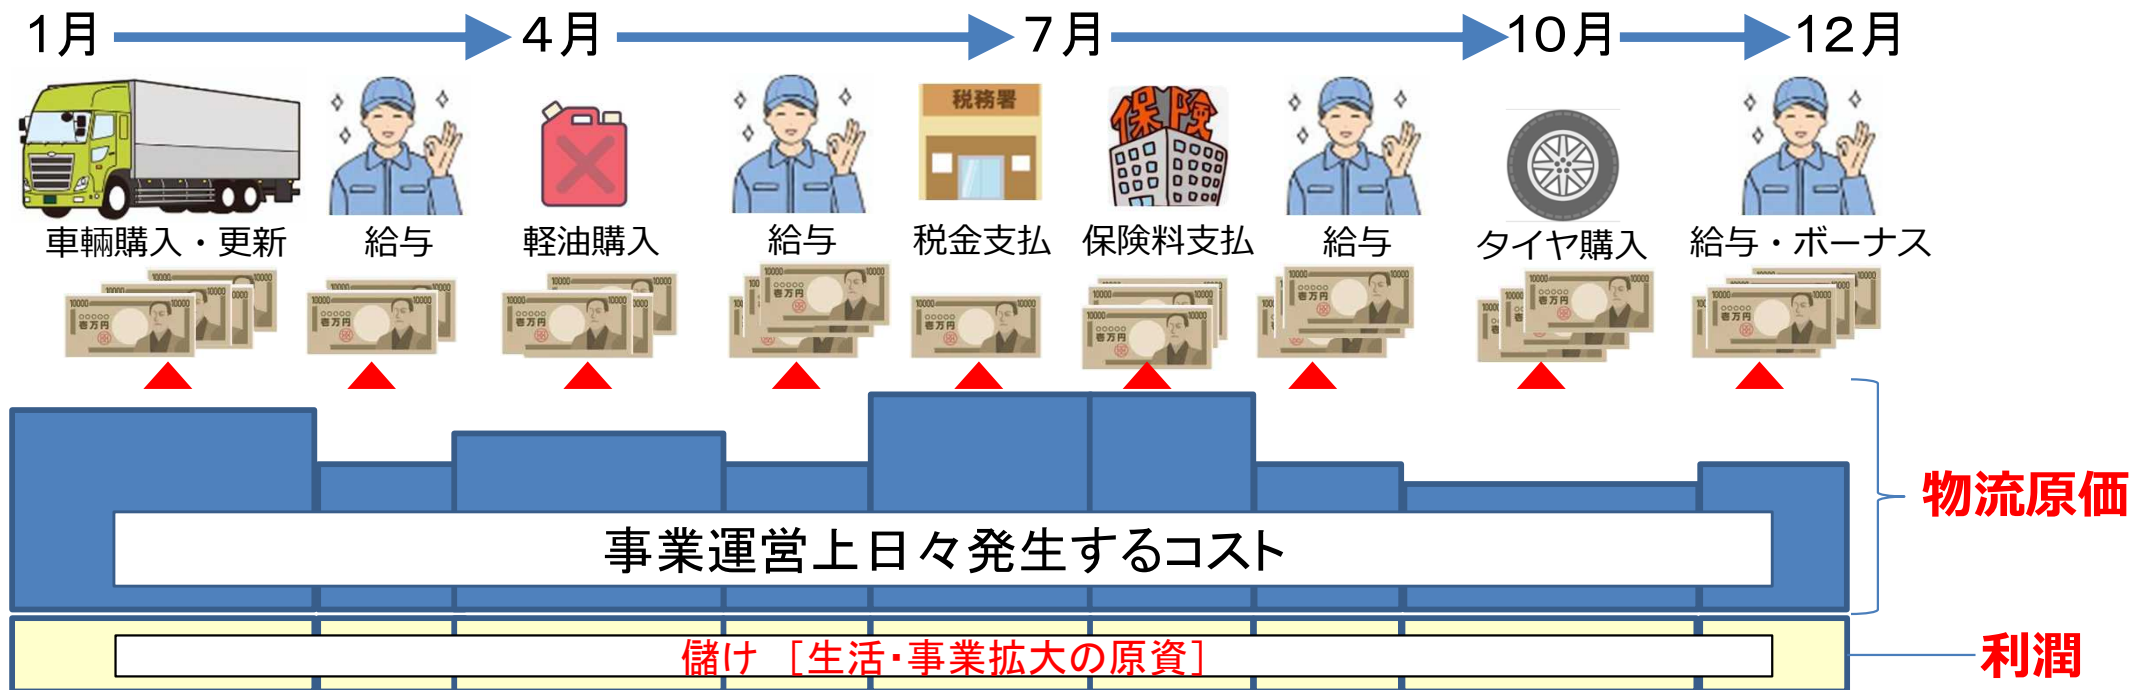 1月 4月 7月 10月 12月
税務署
保険
車輌購入・更新 給与 軽油購入 給与 税金支払 保険料支払 給与 タイヤ購入 給与・ボーナス
10000 壱万円
物流原価
事業運営上日々発生するコスト
儲け [生活・事業拡大の原資]
利潤